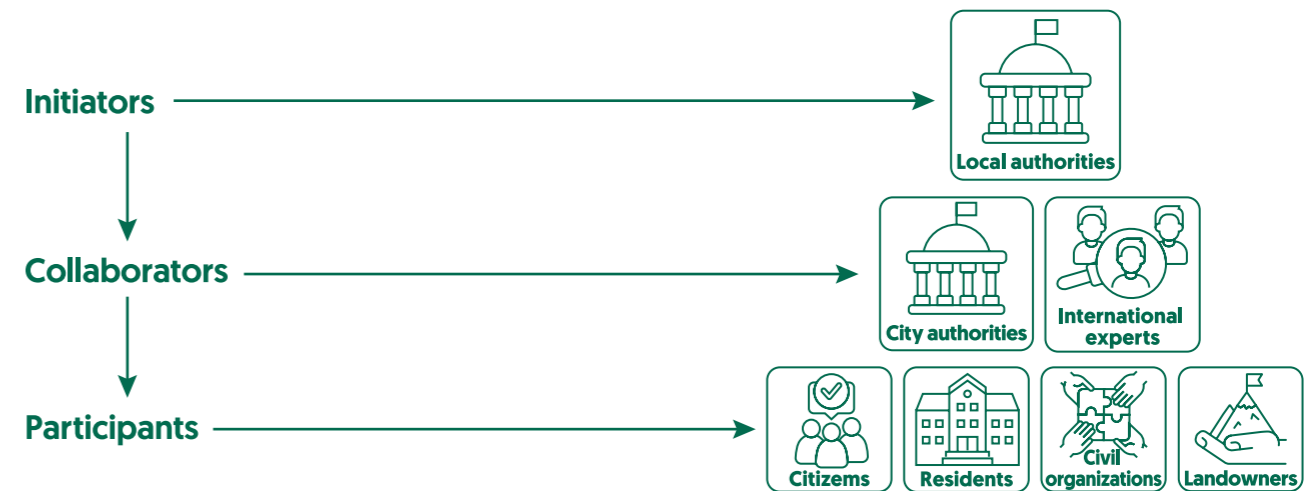 Initiators
Local authorities
Collaborators
City authorities
International
experts
Participants
Citizems
Residents
Civil
organizations
Landowners